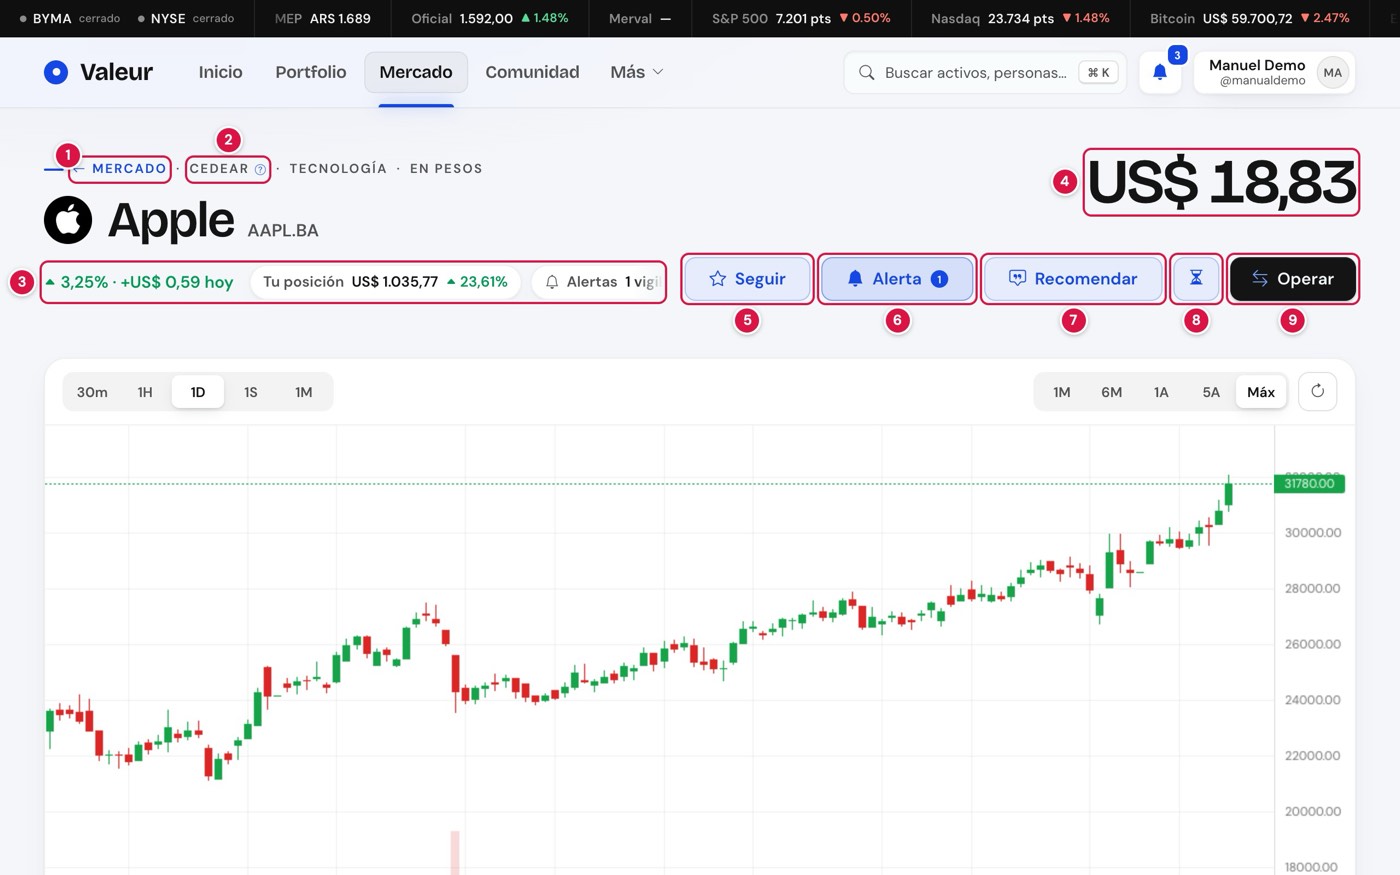 BYMA cerrado NYSE cerrado MEP ARS 1.689 Oficial 1.592,00 ▲ 1.48% Merval — S&P 500 7.201 pts ▼ 0.50% Nasdaq 23.734 pts ▼ 1.48% Bitcoin US$ 59.700,72 ▼ 2.47%
Valeur Inicio Portfolio Mercado Comunidad Más Buscar activos, personas... ⌘ K 3 Manuel Demo MA
@manualdemo
1 2
← MERCADO · CEDEAR ? · TECNOLOGÍA · EN PESOS
4 US$ 18,83
Apple AAPL.BA
3 ▲ 3,25% · +US$ 0,59 hoy Tu posición US$ 1.035,77 ▲ 23,61% Alertas 1 vigi
Seguir Alerta 1 Recomendar Operar
5 6 7 8 9
30m 1H 1D 1S 1M 1M 6M 1A 5A Máx
31780.00
30000.00
28000.00
26000.00
24000.00
22000.00
20000.00
18000.00